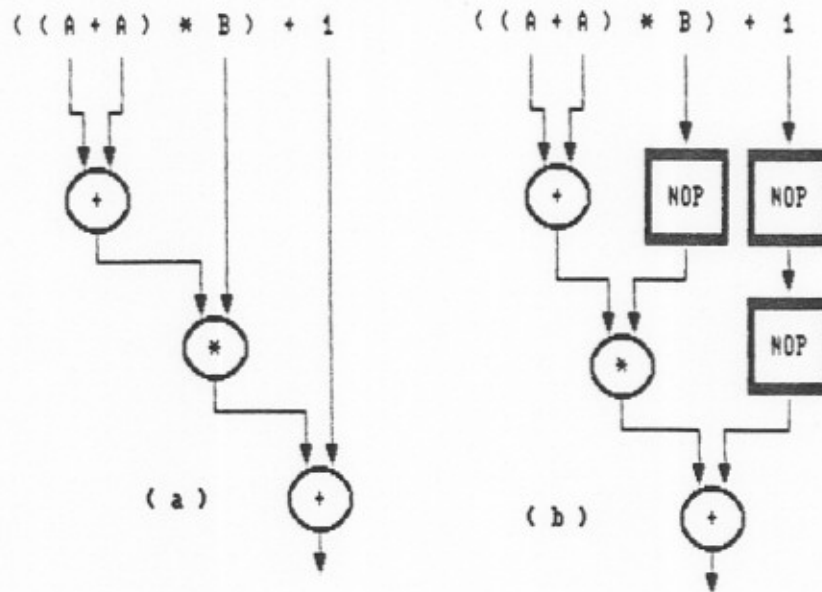 ( ( A + A ) * B ) + 1
( ( A + A ) * B ) + 1
+
+
NOP
NOP
*
*
NOP
+
+
( a )
( b )